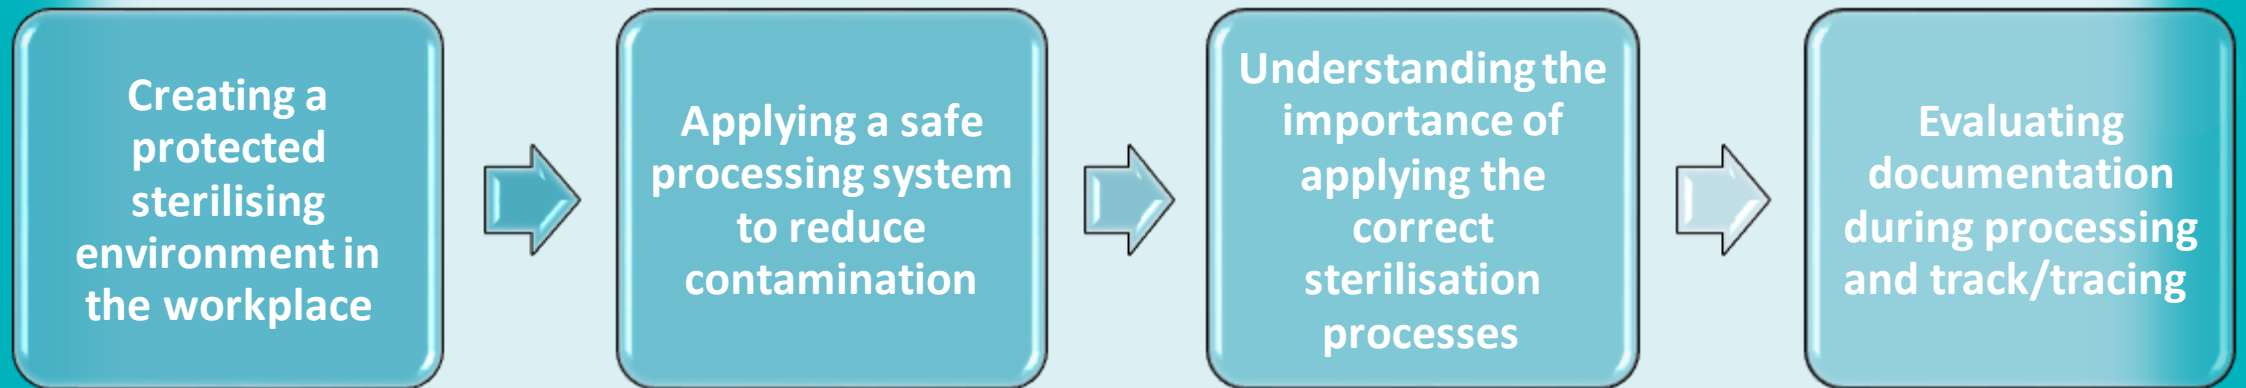 Creating a
protected
sterilising
environment in
the workplace
Applying a safe
processing system
to reduce
contamination
Understanding the
importance of
applying the
correct
sterilisation
processes
Evaluating
documentation
during processing
and track/tracing